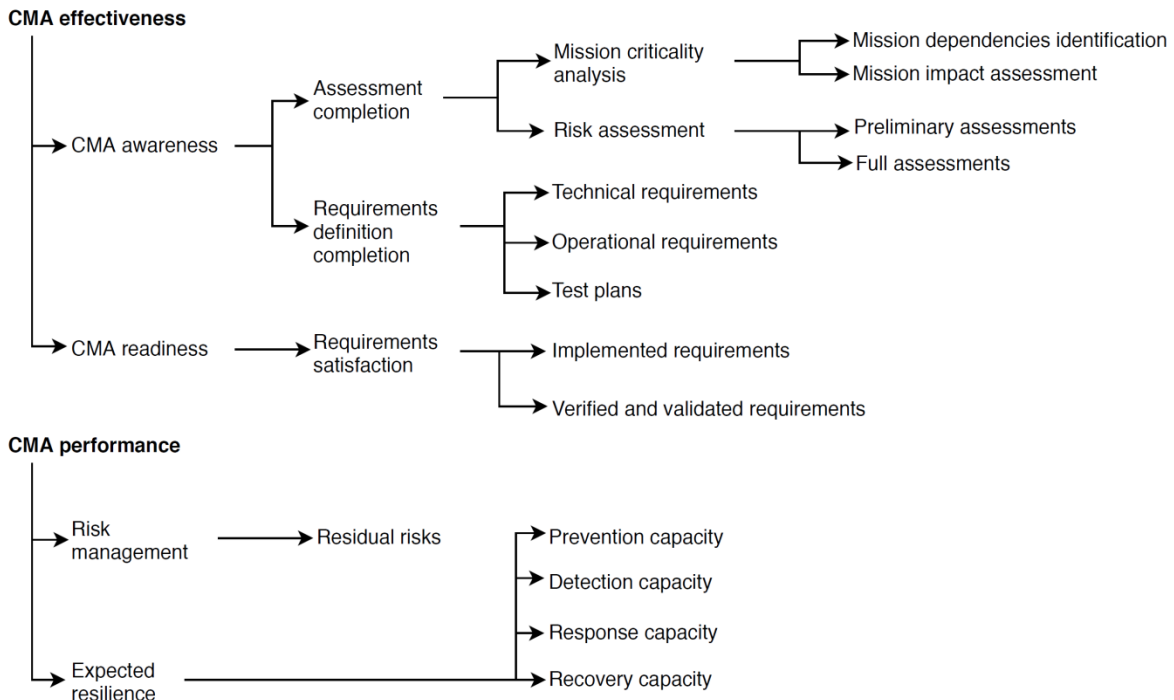 CMA effectiveness
CMA awareness
Assessment
completion
Mission criticality
analysis
Mission dependencies identification
Mission impact assessment
Risk assessment
Preliminary assessments
Full assessments
Requirements
definition
completion
Technical requirements
Operational requirements
Test plans
CMA readiness
Requirements
satisfaction
Implemented requirements
Verified and validated requirements
CMA performance
Risk
management
Residual risks
Expected
resilience
Prevention capacity
Detection capacity
Response capacity
Recovery capacity